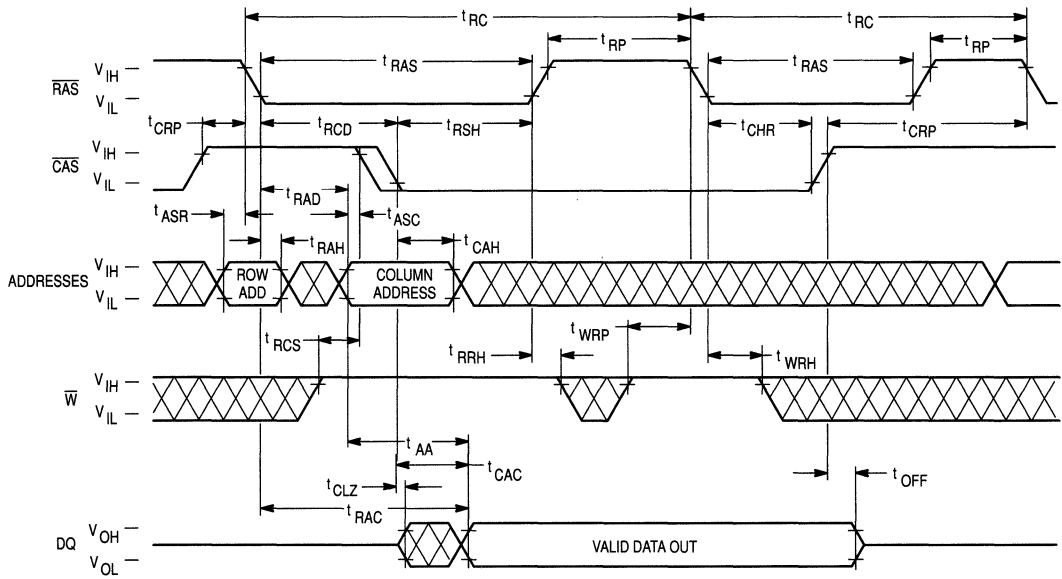 t RC t RC
t RP t RP
t RAS t RAS
RAS V IH
V IL
t CRP t RCD t RSH t CHR t CRP
CAS V IH
V IL
t RAD
t ASR t ASC
t RAH t CAH
ADDRESSES V IH
V IL
ROW ADD
COLUMN ADDRESS
t RCS t RRH t WRP t WRH
W V IH
V IL
t AA
t CAC
t CLZ t OFF
t RAC
DQ V OH
V OL
VALID DATA OUT